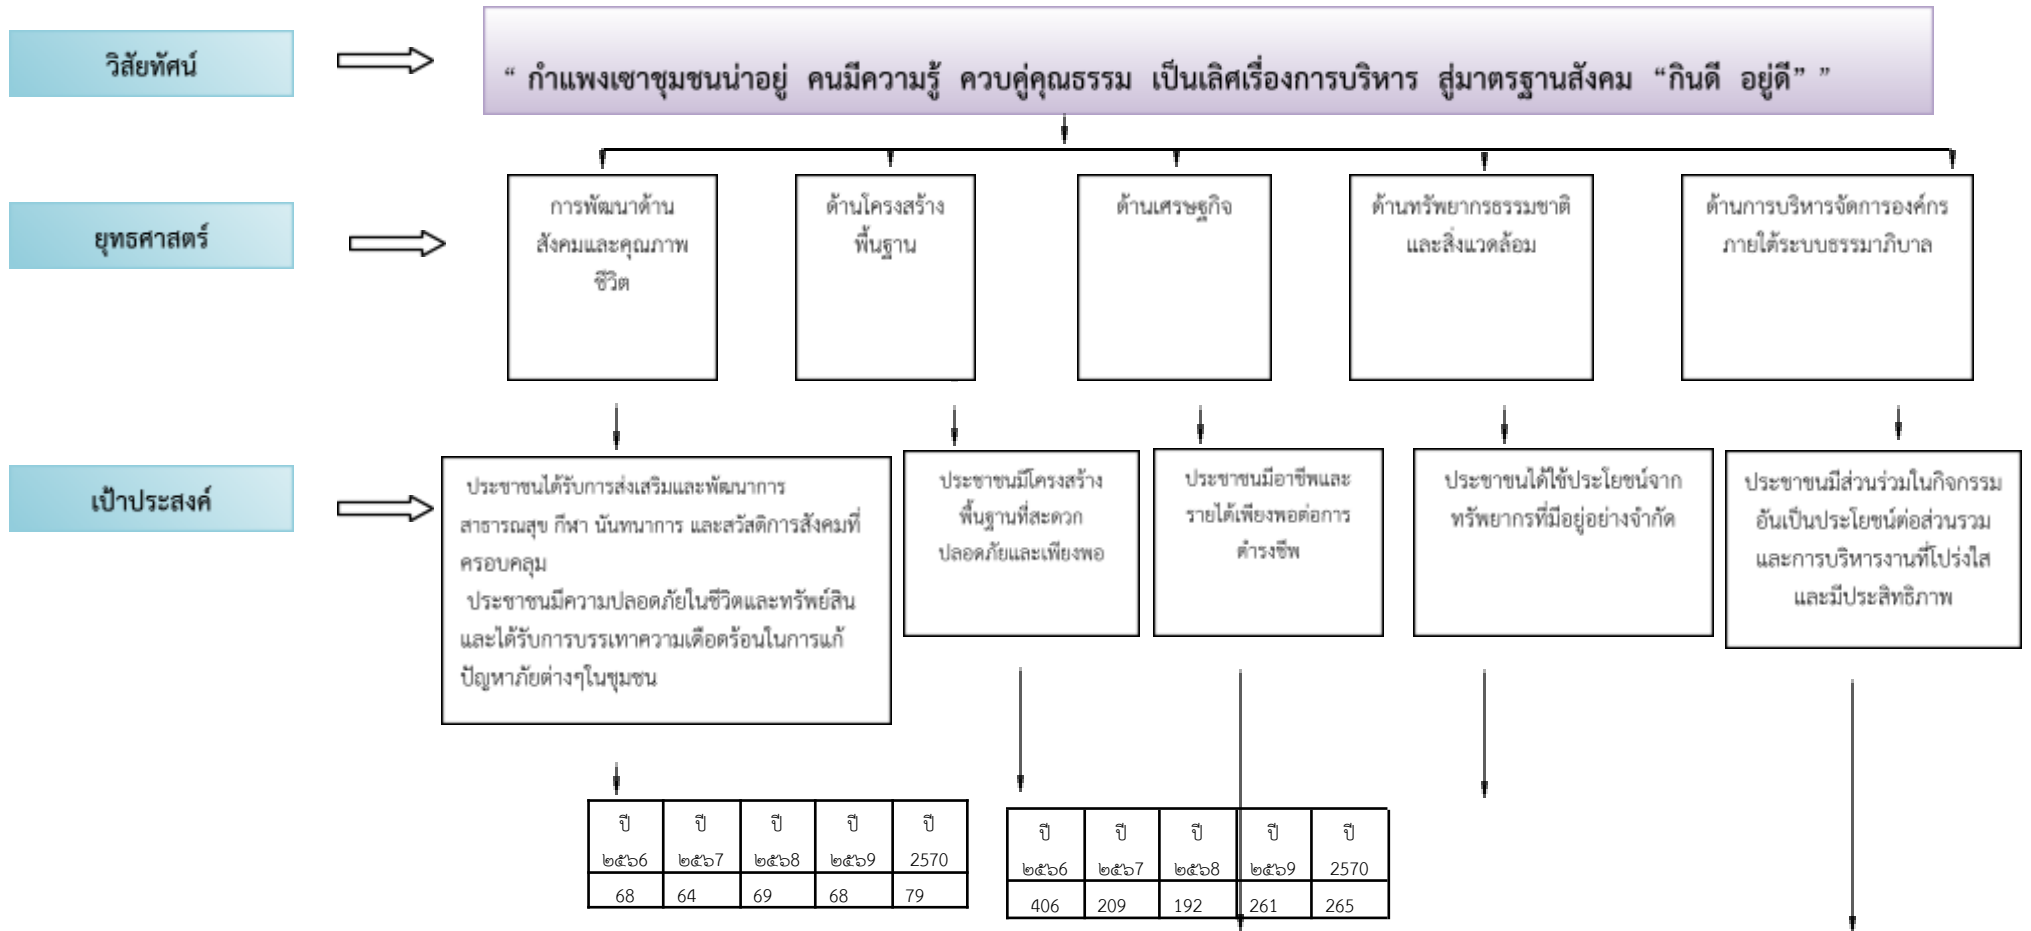 วิสัยทัศน์
“ กำแพงเซาชุมชนน่าอยู่ คนมีความรู้ ควบคู่คุณธรรม เป็นเลิศเรื่องการบริหาร สู่มาตรฐานสังคม “กินดี อยู่ดี” ”
ยุทธศาสตร์
การพัฒนาด้าน
สังคมและคุณภาพ
ชีวิต
ด้านโครงสร้าง
พื้นฐาน
ด้านเศรษฐกิจ
ด้านทรัพยากรธรรมชาติ
และสิ่งแวดล้อม
ด้านการบริหารจัดการองค์กร
ภายใต้ระบบธรรมาภิบาล
เป้าประสงค์
ประชาชนได้รับการส่งเสริมและพัฒนาการ
สาธารณสุข กีฬา นันทนาการ และสวัสดิการสังคมที่
ครอบคลุม
ประชาชนมีความปลอดภัยในชีวิตและทรัพย์สิน
และได้รับการบรรเทาความเดือดร้อนในการแก้
ปัญหาภัยต่างๆในชุมชน
ประชาชนมีโครงสร้าง
พื้นฐานที่สะดวก
ปลอดภัยและเพียงพอ
ประชาชนมีอาชีพและ
รายได้เพียงพอต่อการ
ดำรงชีพ
ประชาชนได้ใช้ประโยชน์จาก
ทรัพยากรที่มีอยู่อย่างจำกัด
ประชาชนมีส่วนร่วมในกิจกรรม
อันเป็นประโยชน์ต่อส่วนรวม
และการบริหารงานที่โปร่งใส
และมีประสิทธิภาพ
ปี ปี ปี ปี ปี
๒๕๖6 ๒๕๖7 ๒๕๖8 ๒๕๖9 2570
68 64 69 68 79
ปี ปี ปี ปี ปี
๒๕๖6 ๒๕๖7 ๒๕๖8 ๒๕๖9 2570
406 209 192 261 265